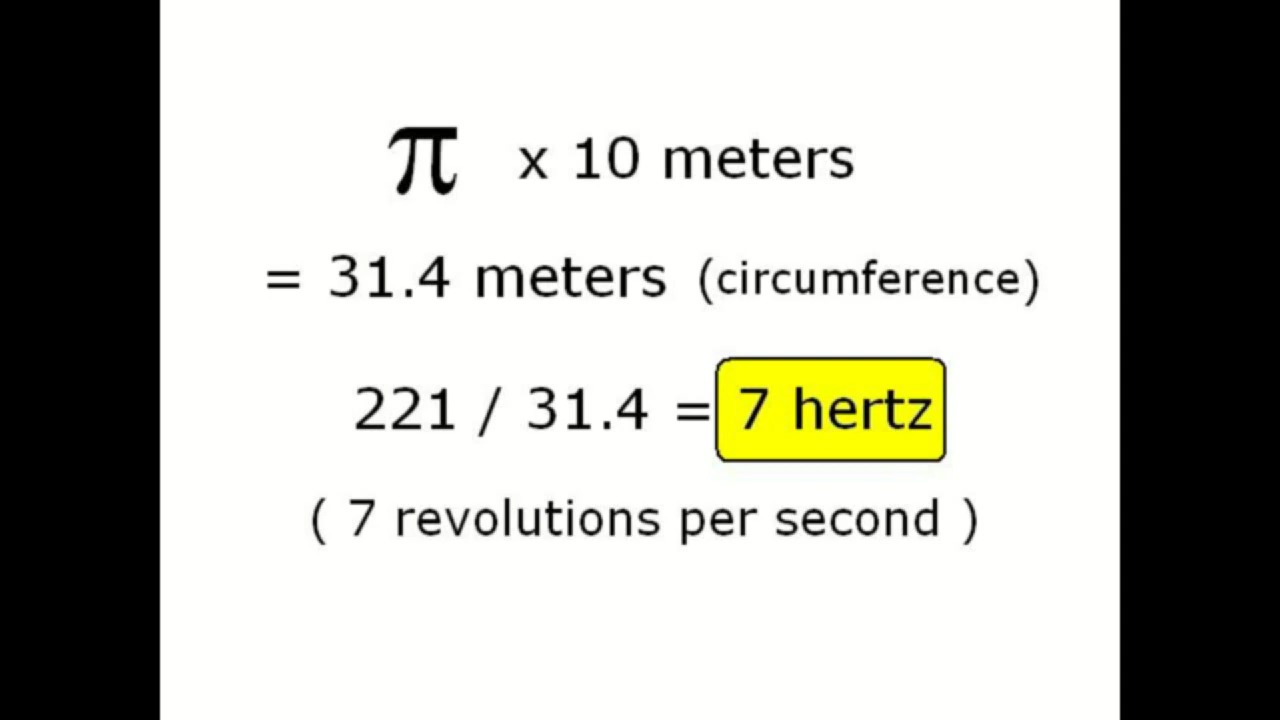 π x 10 meters
= 31.4 meters (circumference)
221 / 31.4 = 7 hertz
( 7 revolutions per second )